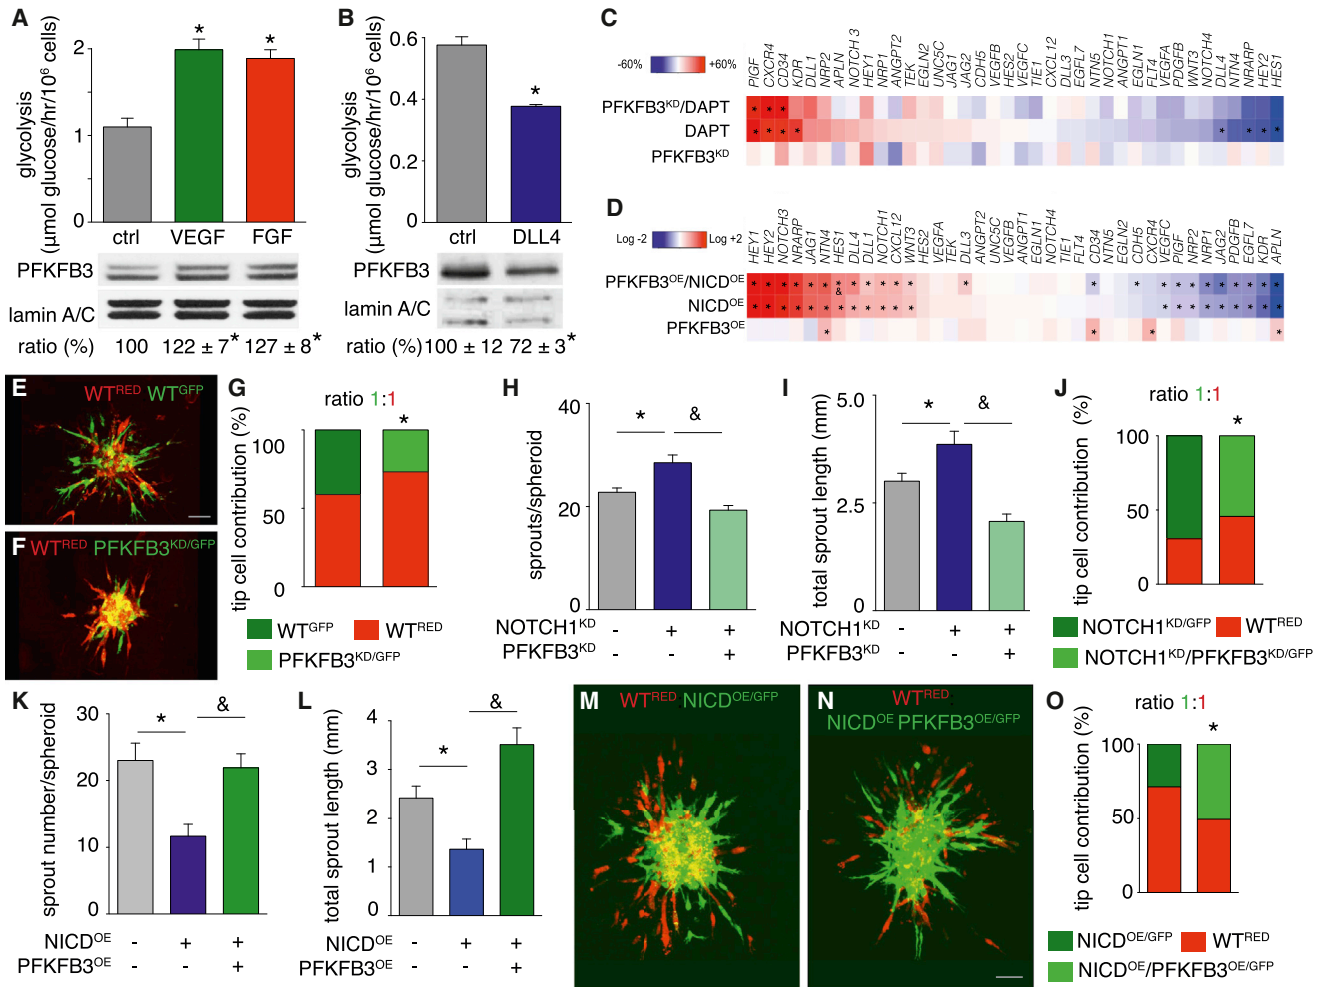 A
glycolysis
(µmol glucose/hr/10⁶ cells)
2
1
0
*
*
ctrl VEGF FGF
PFKFB3
lamin A/C
ratio (%) 100 122 ± 7* 127 ± 8*
B
glycolysis
(µmol glucose/hr/10⁶ cells)
0.6
0.4
0.2
0
*
ctrl DLL4
PFKFB3
lamin A/C
ratio (%) 100 ± 12 72 ± 3*
C
-60% +60%
PlGF CXCR4 CD34 KDR DLL1 NRP2 APLN NOTCH 3 HEY1 NRP1 ANGPT2 TEK EGLN2 UNC5C JAG1 JAG2 CDH5 VEGFB HES2 VEGFC TIE1 CXCL12 DLL3 EGFL7 NTN5 NOTCH1 ANGPT1 EGLN1 FLT4 VEGFA PDGFB WNT3 NOTCH4 DLL4 NTN4 NRARP HEY2 HES1
PFKFB3ᴷᴰ/DAPT * * *
DAPT * * * * * * * *
PFKFB3ᴷᴰ
D
Log -2 Log +2
HEY1 HEY2 NOTCH3 NRARP JAG1 NTN4 HES1 DLL4 DLL1 NOTCH1 CXCL12 WNT3 HES2 VEGFA TEK DLL3 ANGPT2 UNC5C VEGFB ANGPT1 EGLN1 NOTCH4 TIE1 FLT4 CD34 NTN5 EGLN2 CDH5 CXCR4 VEGFC PlGF NRP2 NRP1 JAG2 PDGFB EGFL7 KDR APLN
PFKFB3ᴼᴱ/NICDᴼᴱ * * * * * * * * * * * * * * * * * * * * * * * *
&
NICDᴼᴱ * * * * * * * * * * * * * * * * * * * * *
PFKFB3ᴼᴱ * * * *
E
WTᴿᴱᴰ WTᴳFᴾ
F
WTᴿᴱᴰ PFKFB3ᴷᴰ/ᴳFᴾ
G
ratio 1:1
tip cell contribution (%)
100
50
0
*
WTᴳFᴾ WTᴿᴱᴰ
PFKFB3ᴷᴰ/ᴳFᴾ
H
sprouts/spheroid
40
20
0
* &
NOTCH1ᴷᴰ - + +
PFKFB3ᴷᴰ - - +
I
total sprout length (mm)
5.0
2.5
0
* &
NOTCH1ᴷᴰ - + +
PFKFB3ᴷᴰ - - +
J
ratio 1:1
tip cell contribution (%)
100
50
0
*
NOTCH1ᴷᴰ/ᴳFᴾ WTᴿᴱᴰ
NOTCH1ᴷᴰ/PFKFB3ᴷᴰ/ᴳFᴾ
K
sprout number/spheroid
30
20
10
0
* &
NICDᴼᴱ - + +
PFKFB3ᴼᴱ - - +
L
total sprout length (mm)
4
3
2
1
0
* &
NICDᴼᴱ - + +
PFKFB3ᴼᴱ - - +
M
WTᴿᴱᴰ:NICDᴼᴱ/ᴳFᴾ
N
WTᴿᴱᴰ:
NICDᴼᴱ PFKFB3ᴼᴱ/ᴳFᴾ
O
ratio 1:1
tip cell contribution (%)
100
50
0
*
NICDᴼᴱ/ᴳFᴾ WTᴿᴱᴰ
NICDᴼᴱ/PFKFB3ᴼᴱ/ᴳFᴾ